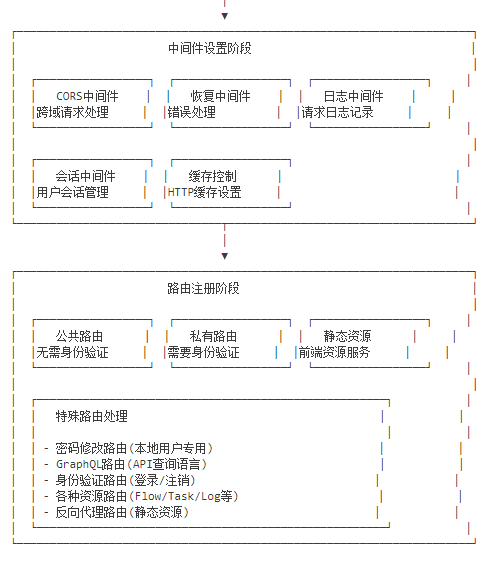 中间件设置阶段
CORS中间件 恢复中间件 日志中间件
跨域请求处理 错误处理 请求日志记录
会话中间件 缓存控制
用户会话管理 HTTP缓存设置
路由注册阶段
公共路由 私有路由 静态资源
无需身份验证 需要身份验证 前端资源服务
特殊路由处理
- 密码修改路由(本地用户专用)
- GraphQL路由(API查询语言)
- 身份验证路由(登录/注销)
- 各种资源路由(Flow/Task/Log等)
- 反向代理路由(静态资源)